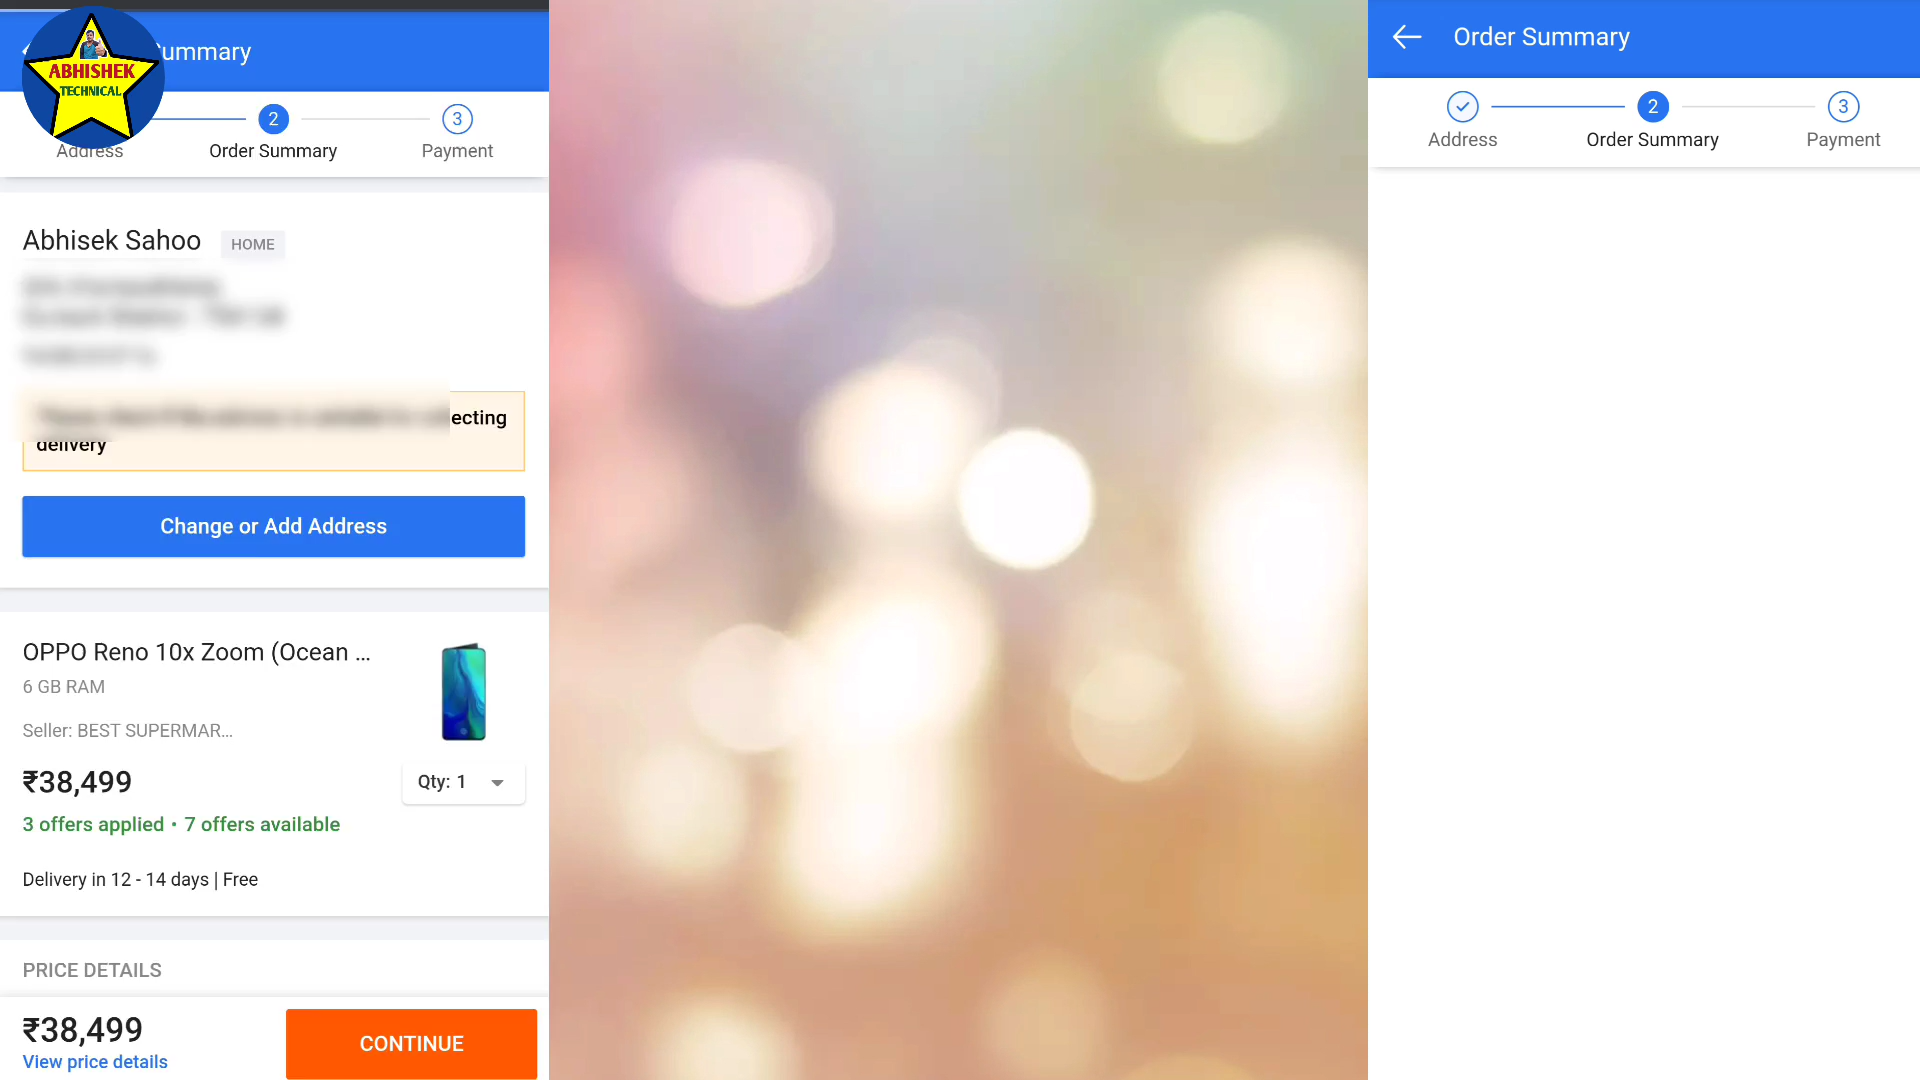 Summary
ABHISHEK
TECHNICAL
2
3
Address
Order Summary
Payment
Abhisek Sahoo
HOME
ecting
delivery
Change or Add Address
OPPO Reno 10x Zoom (Ocean ...
6 GB RAM
Seller: BEST SUPERMAR...
₹38,499
Qty: 1
3 offers applied • 7 offers available
Delivery in 12 - 14 days | Free
PRICE DETAILS
₹38,499
View price details
CONTINUE
Order Summary
2
3
Address
Order Summary
Payment